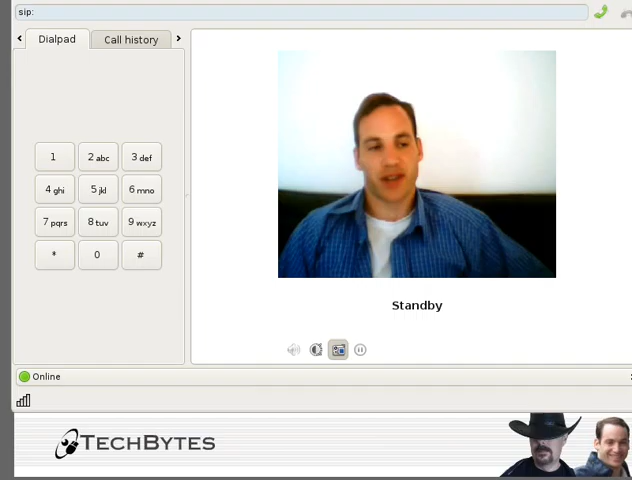 sip:
Dialpad Call history
1 2 abc 3 def
4 ghi 5 jkl 6 mno
7 pqrs 8 tuv 9 wxyz
* 0 #
Standby
Online
TECHBYTES